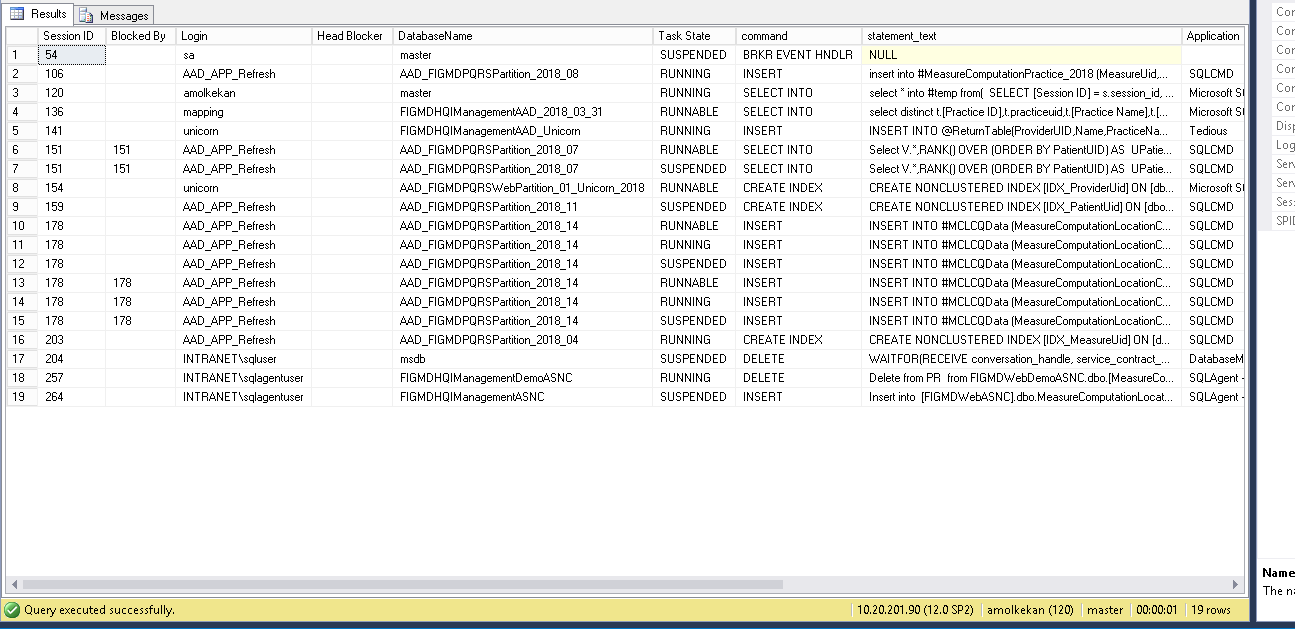 Results Messages
Session ID Blocked By Login Head Blocker DatabaseName Task State command statement_text Application
1 54 sa master SUSPENDED BRKR EVENT HNDLR NULL
2 106 AAD_APP_Refresh AAD_FIGMDPQRSPartition_2018_08 RUNNING INSERT insert into #MeasureComputationPractice_2018 (MeasureUid,... SQLCMD
3 120 amolkekan master RUNNING SELECT INTO select * into #temp from( SELECT [Session ID] = s.session_id, ... Microsoft S
4 136 mapping FIGMDHQIManagementAAD_2018_03_31 RUNNABLE SELECT INTO select distinct t.[Practice ID],t.practiceuid,t.[Practice Name],t.[... Microsoft S
5 141 unicorn FIGMDHQIManagementAAD_Unicorn RUNNING INSERT INSERT INTO @ReturnTable(ProviderUID,Name,PracticeNa... Tedious
6 151 151 AAD_APP_Refresh AAD_FIGMDPQRSPartition_2018_07 RUNNABLE SELECT INTO Select V.*,RANK() OVER (ORDER BY PatientUID) AS UPatie... SQLCMD
7 151 151 AAD_APP_Refresh AAD_FIGMDPQRSPartition_2018_07 SUSPENDED SELECT INTO Select V.*,RANK() OVER (ORDER BY PatientUID) AS UPatie... SQLCMD
8 154 unicorn AAD_FIGMDPQRSWebPartition_01_Unicorn_2018 RUNNABLE CREATE INDEX CREATE NONCLUSTERED INDEX [IDX_ProviderUid] ON [db... Microsoft S
9 159 AAD_APP_Refresh AAD_FIGMDPQRSPartition_2018_11 SUSPENDED CREATE INDEX CREATE NONCLUSTERED INDEX [IDX_PatientUid] ON [dbo... SQLCMD
10 178 AAD_APP_Refresh AAD_FIGMDPQRSPartition_2018_14 RUNNABLE INSERT INSERT INTO #MCLCQData (MeasureComputationLocationC... SQLCMD
11 178 AAD_APP_Refresh AAD_FIGMDPQRSPartition_2018_14 RUNNING INSERT INSERT INTO #MCLCQData (MeasureComputationLocationC... SQLCMD
12 178 AAD_APP_Refresh AAD_FIGMDPQRSPartition_2018_14 SUSPENDED INSERT INSERT INTO #MCLCQData (MeasureComputationLocationC... SQLCMD
13 178 178 AAD_APP_Refresh AAD_FIGMDPQRSPartition_2018_14 RUNNABLE INSERT INSERT INTO #MCLCQData (MeasureComputationLocationC... SQLCMD
14 178 178 AAD_APP_Refresh AAD_FIGMDPQRSPartition_2018_14 RUNNING INSERT INSERT INTO #MCLCQData (MeasureComputationLocationC... SQLCMD
15 178 178 AAD_APP_Refresh AAD_FIGMDPQRSPartition_2018_14 SUSPENDED INSERT INSERT INTO #MCLCQData (MeasureComputationLocationC... SQLCMD
16 203 AAD_APP_Refresh AAD_FIGMDPQRSPartition_2018_04 RUNNING CREATE INDEX CREATE NONCLUSTERED INDEX [IDX_MeasureUid] ON [d... SQLCMD
17 204 INTRANET\sqluser msdb SUSPENDED DELETE WAITFOR(RECEIVE conversation_handle, service_contract_... DatabaseM
18 257 INTRANET\sqlagentuser FIGMDHQIManagementDemoASNC RUNNING DELETE Delete from PR from FIGMDWebDemoASNC.dbo.[MeasureCo... SQLAgent -
19 264 INTRANET\sqlagentuser FIGMDHQIManagementASNC SUSPENDED INSERT Insert into [FIGMDWebASNC].dbo.MeasureComputationLocat... SQLAgent -
Query executed successfully. 10.20.201.90 (12.0 SP2) amolkekan (120) master 00:00:01 19 rows
Cor
Cor
Cor
Cor
Cor
Cor
Disp
Log
Serv
Serv
Ses
SPID
Name
The na